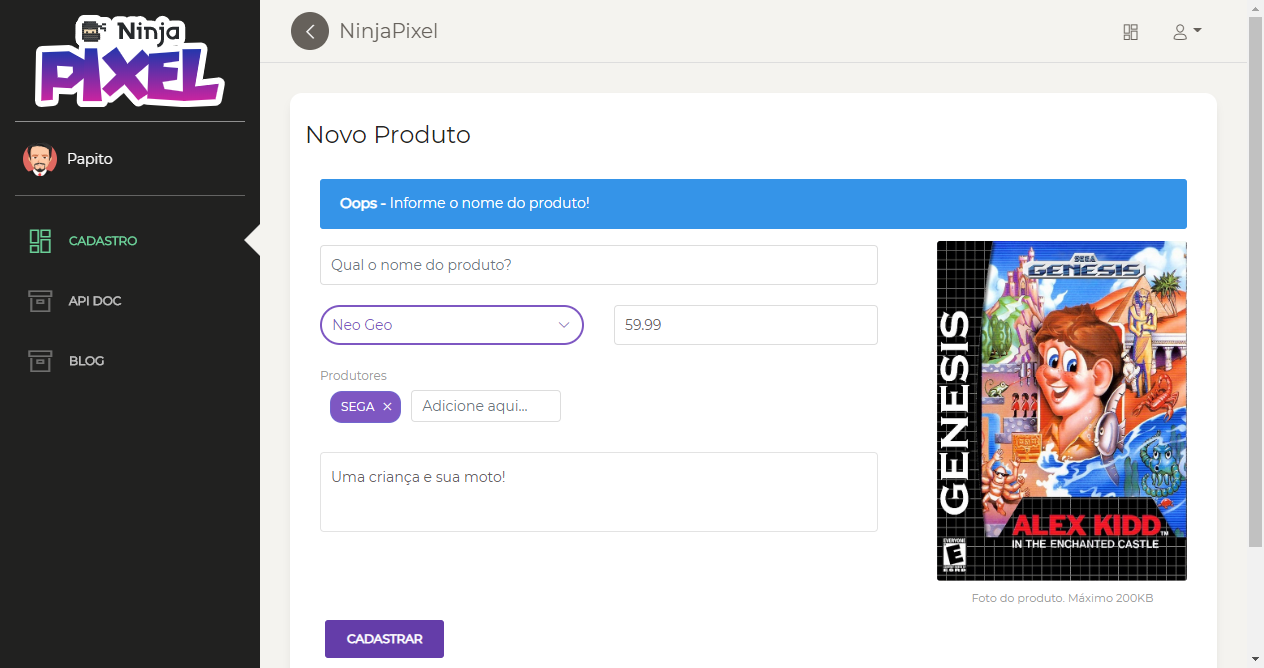 Ninja
PIXEL
NinjaPixel
Papito
CADASTRO
API DOC
BLOG
Novo Produto
Oops - Informe o nome do produto!
Qual o nome do produto?
Neo Geo
59.99
Produtores
SEGA ×
Adicione aqui...
Uma criança e sua moto!
SEGA
GENESIS
GENESIS
ALEX KIDD™
IN THE ENCHANTED CASTLE
EVERYONE
E
ESRB
Foto do produto. Máximo 200KB
CADASTRAR